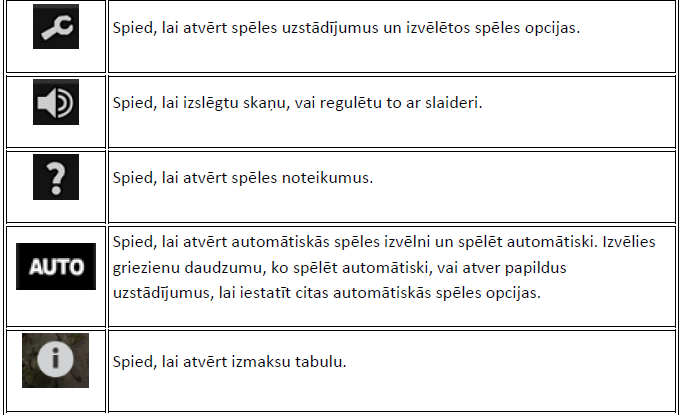 Spied, lai atvērt spēles uzstādījumus un izvēlētos spēles opcijas.
Spied, lai izslēgtu skaņu, vai regulētu to ar slaideri.
?
Spied, lai atvērt spēles noteikumus.
AUTO
Spied, lai atvērt automātiskās spēles izvēlni un spēlēt automātiski. Izvēlies
griezienu daudzumu, ko spēlēt automātiski, vai atver papildus
uzstādījumus, lai iestatīt citas automātiskās spēles opcijas.
i
Spied, lai atvērt izmaksu tabulu.